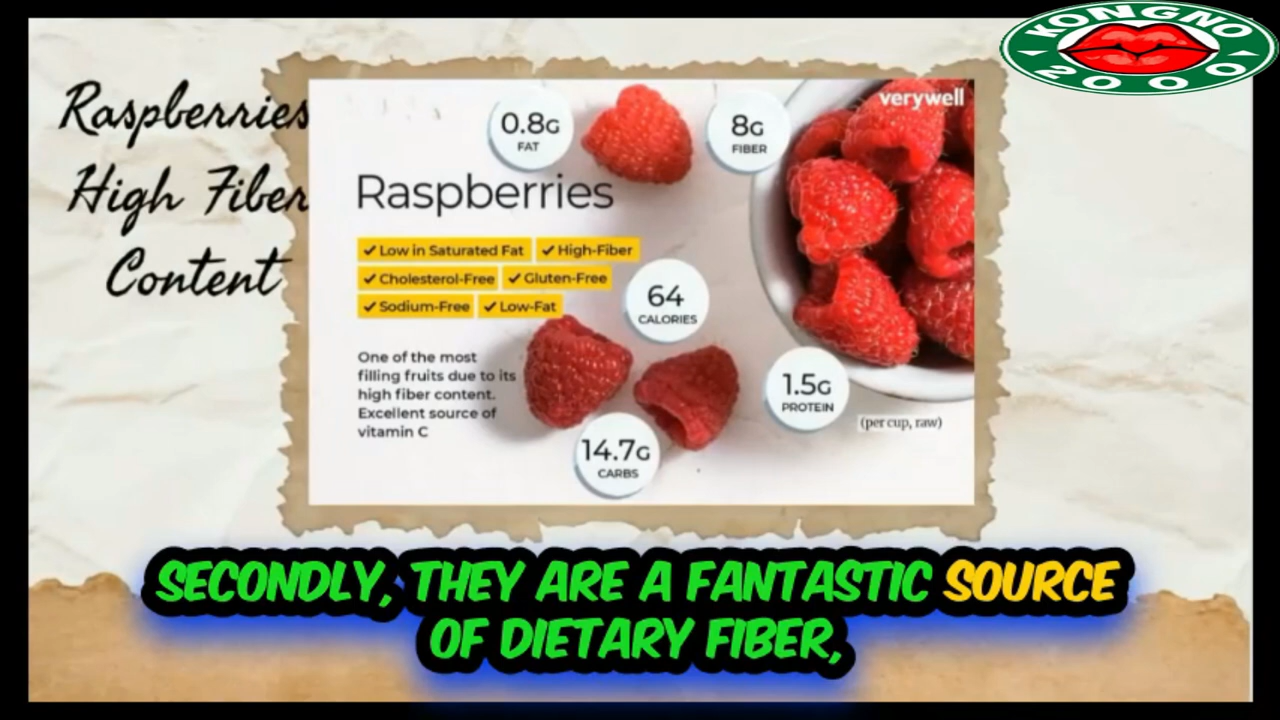 KONGNO
2000
Raspberries
High Fiber
Content
verywell
0.8G
FAT
8G
FIBER
Raspberries
✓ Low in Saturated Fat ✓ High-Fiber
✓ Cholesterol-Free ✓ Gluten-Free
✓ Sodium-Free ✓ Low-Fat
64
CALORIES
One of the most
filling fruits due to its
high fiber content.
Excellent source of
vitamin C
1.5G
PROTEIN
(per cup, raw)
14.7G
CARBS
SECONDLY, THEY ARE A FANTASTIC SOURCE
OF DIETARY FIBER,